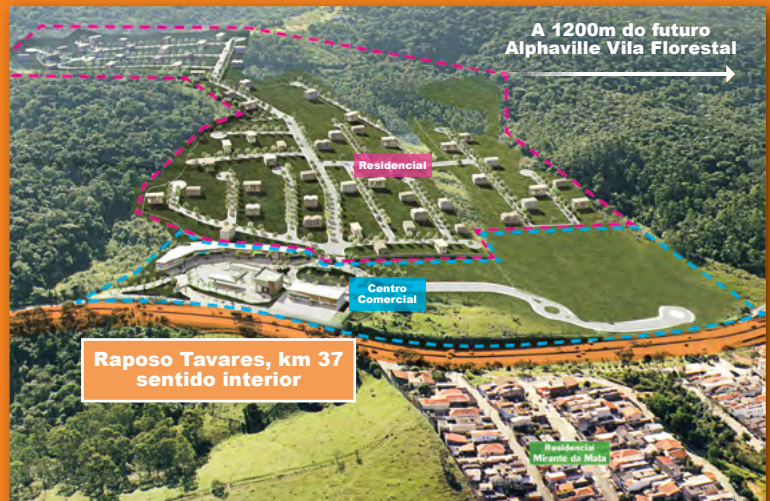 A 1200m do futuro
Alphaville Vila Florestal
Residencial
Centro
Comercial
Raposo Tavares, km 37
sentido interior
Residencial
Mirante da Mata